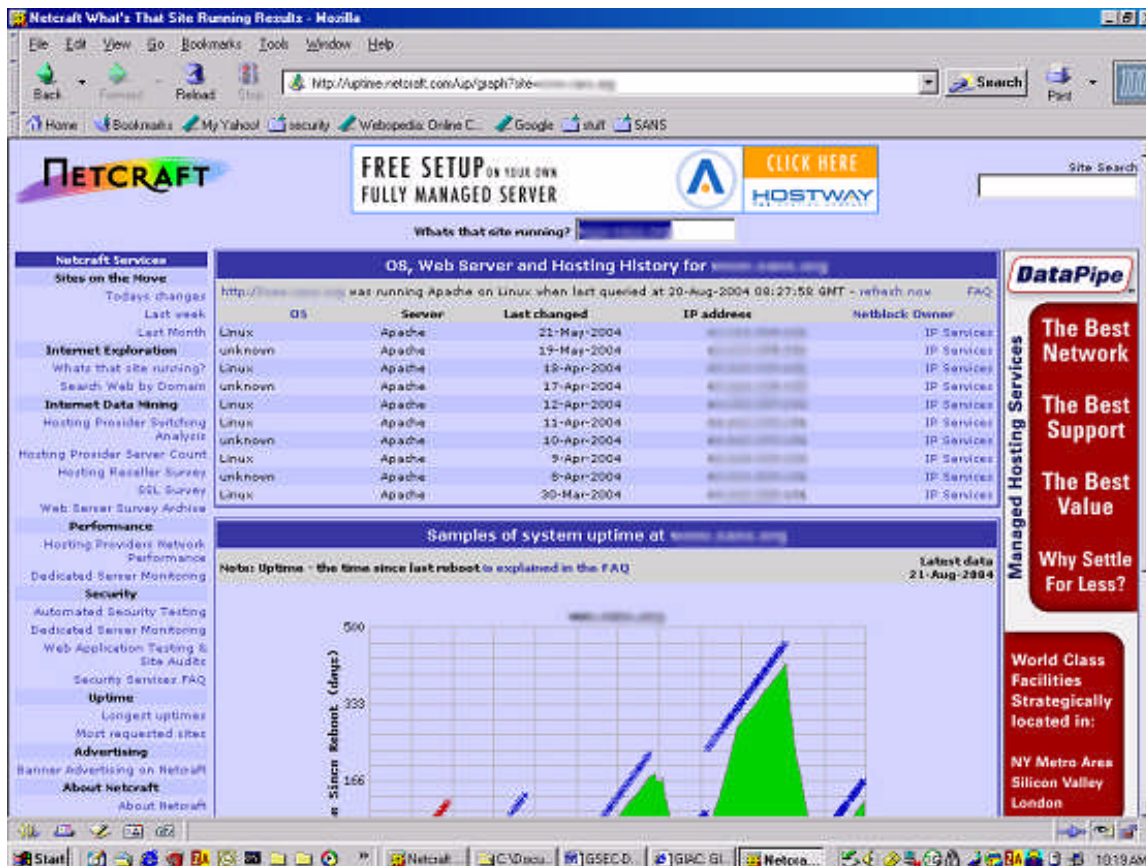 Netcraft What's That Site Running Results - Mozilla
File Edit View Go Bookmarks Tools Window Help
Back Forward Reload Stop
http://uptime.netcraft.com/up/graph?site=
Search Print
Home Bookmarks My Yahoo! security Webopedia: Online C... Google stuff SANS
NETCRAFT
FREE SETUP ON YOUR OWN
FULLY MANAGED SERVER
CLICK HERE
HOSTWAY
Site Search
Whats that site running?
Netcraft Services
Sites on the Move
Todays changes
Last week
Last Month
Internet Exploration
Whats that site running?
Search Web by Domain
Internet Data Mining
Hosting Provider Switching
Analysis
Hosting Provider Server Count
Hosting Reseller Survey
SSL Survey
Web Server Survey Archive
Performance
Hosting Providers Network
Performance
Dedicated Server Monitoring
Security
Automated Security Testing
Dedicated Server Monitoring
Web Application Testing &
Site Audits
Security Services FAQ
Uptime
Longest uptimes
Most requested sites
Advertising
Banner Advertising on Netcraft
About Netcraft
About Netcraft
OS, Web Server and Hosting History for
http:// was running Apache on Linux when last queried at 20-Aug-2004 08:27:58 GMT - refresh now FAQ
OS Server Last changed IP address Netblock Owner
Linux Apache 21-May-2004 IP Services
unknown Apache 19-May-2004 IP Services
Linux Apache 18-Apr-2004 IP Services
unknown Apache 17-Apr-2004 IP Services
Linux Apache 12-Apr-2004 IP Services
Linux Apache 11-Apr-2004 IP Services
unknown Apache 10-Apr-2004 IP Services
Linux Apache 9-Apr-2004 IP Services
unknown Apache 8-Apr-2004 IP Services
Linux Apache 30-Mar-2004 IP Services
Samples of system uptime at
Note: Uptime - the time since last reboot is explained in the FAQ
Latest data
21-Aug-2004
500
333
166
Since Reboot (days)
DataPipe
Managed Hosting Services
The Best
Network
The Best
Support
The Best
Value
Why Settle
For Less?
World Class
Facilities
Strategically
located in:
NY Metro Area
Silicon Valley
London
Start Netcraft... C:\Docu... GSEC-D... GIAC GI... Netcra...